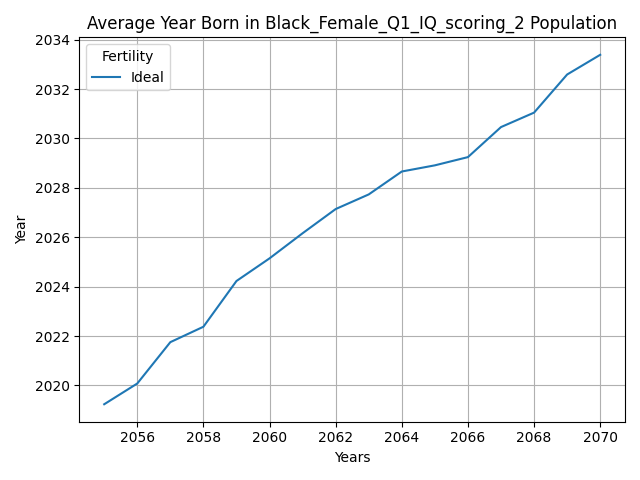 Average Year Born in Black_Female_Q1_IQ_scoring_2 Population
2034
2032
2030
2028
2026
2024
2022
2020
Year
Fertility
Ideal
2056 2058 2060 2062 2064 2066 2068 2070
Years